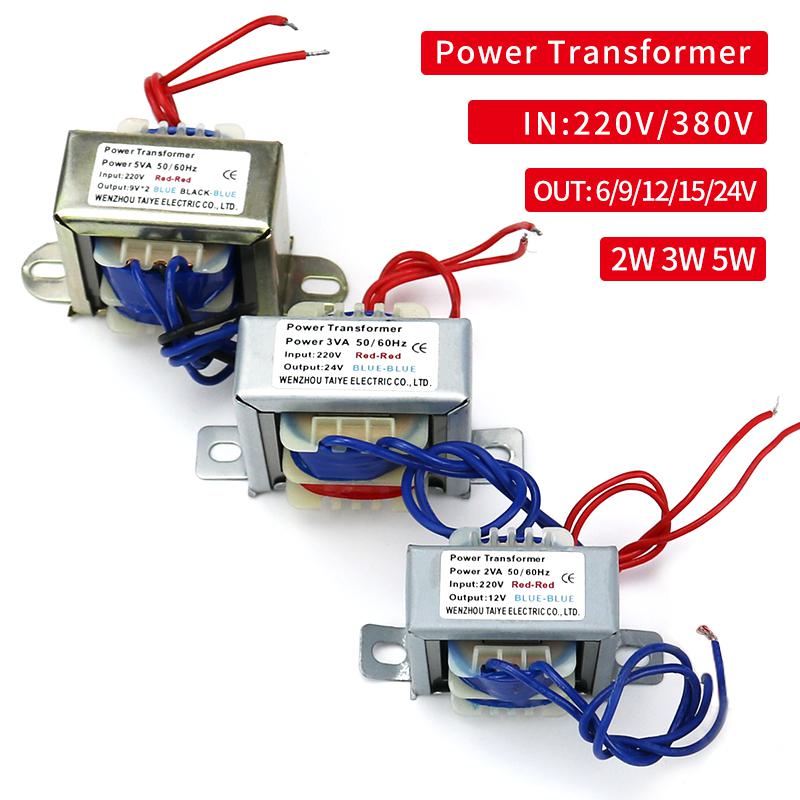 Power Transformer
IN:220V/380V
OUT: 6/9/12/15/24V
2W 3W 5W
Power Transformer
Power 5VA 50/60Hz
Input: 220V Red-Red
Output: 9V*2 BLUE BLACK-BLUE
WENZHOU TAIYE ELECTRIC CO., LTD.
CE
Power Transformer
Power 3VA 50/60Hz
Input: 220V Red-Red
Output: 24V BLUE-BLUE
WENZHOU TAIYE ELECTRIC CO., LTD.
CE
Power Transformer
Power 2VA 50/60Hz
Input: 220V Red-Red
Output: 12V BLUE-BLUE
WENZHOU TAIYE ELECTRIC CO., LTD.
CE